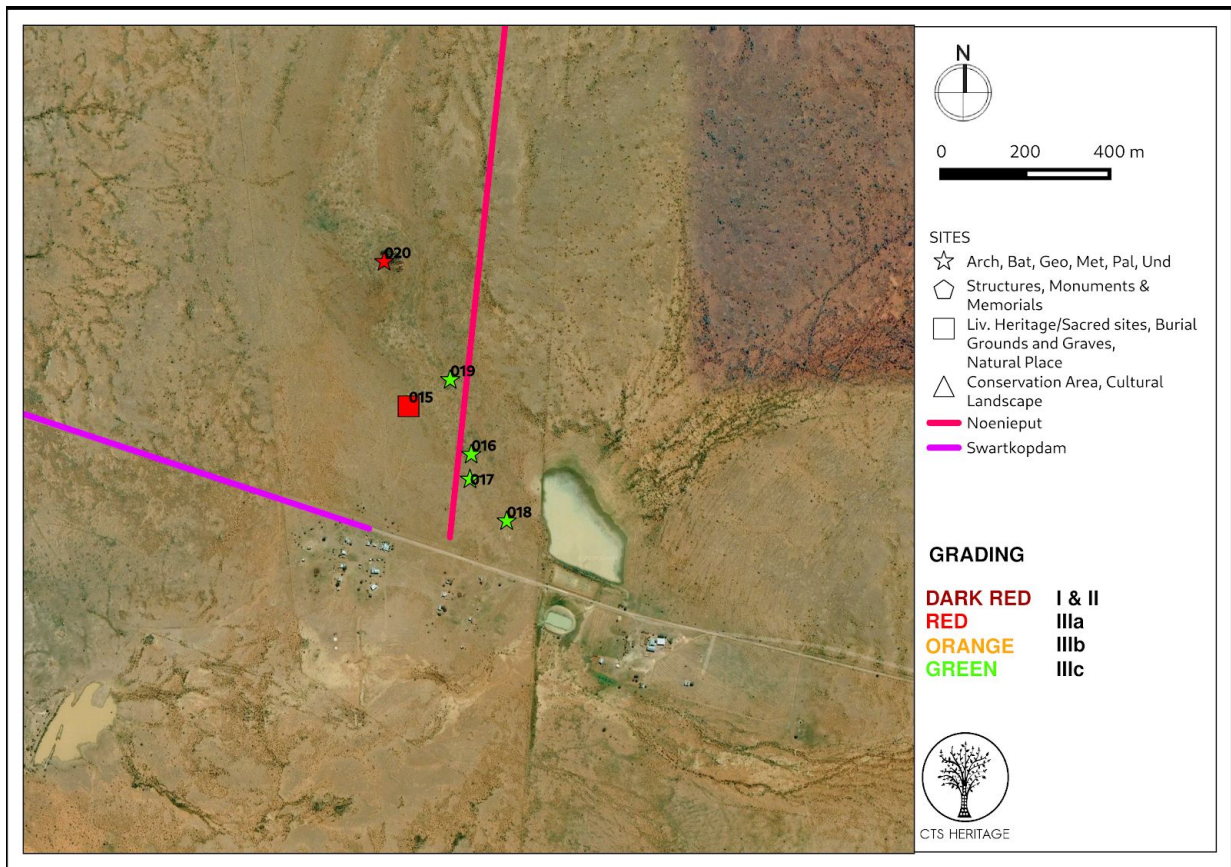 020
019
015
016
017
018
N
0 200 400 m
SITES
Arch, Bat, Geo, Met, Pal, Und
Structures, Monuments &
Memorials
Liv. Heritage/Sacred sites, Burial
Grounds and Graves,
Natural Place
Conservation Area, Cultural
Landscape
Noenieput
Swartkopdam
GRADING
DARK RED I & II
RED IIIa
ORANGE IIIb
GREEN IIIc
CTS HERITAGE